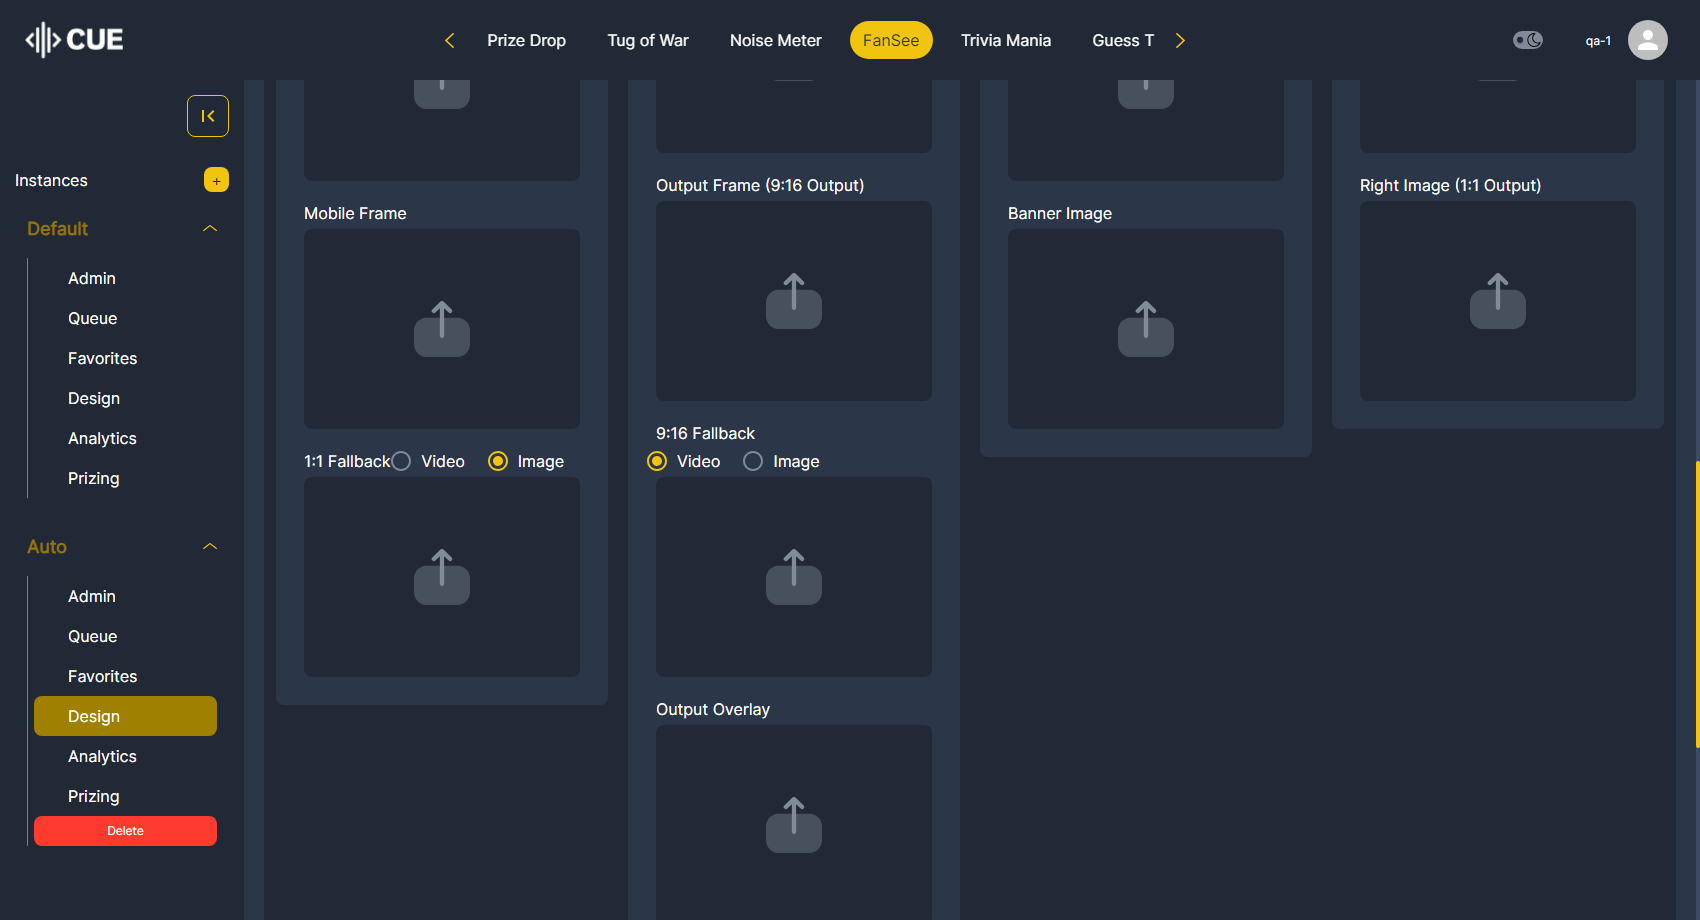 CUE
Prize Drop
Tug of War
Noise Meter
FanSee
Trivia Mania
Guess T
qa-1
Instances
+
Default
Admin
Queue
Favorites
Design
Analytics
Prizing
Auto
Admin
Queue
Favorites
Design
Analytics
Prizing
Delete
Mobile Frame
1:1 Fallback Video Image
Output Frame (9:16 Output)
9:16 Fallback
Video Image
Output Overlay
Banner Image
Right Image (1:1 Output)